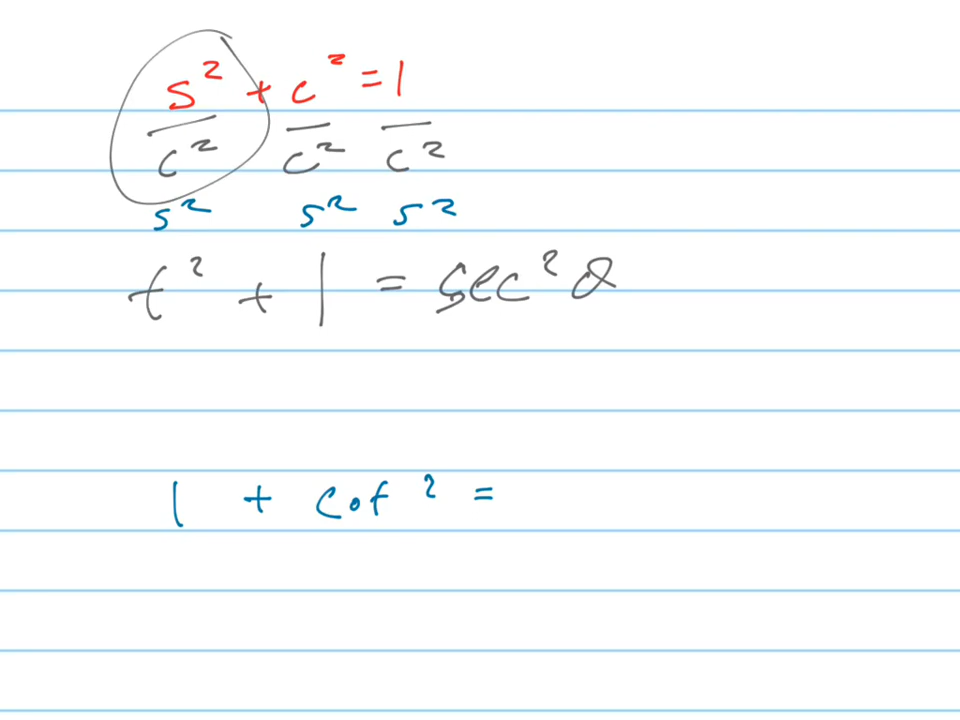 s² + c² = 1
c² c² c²
s² s² s²
t² + 1 = sec² θ
1 + cot² =